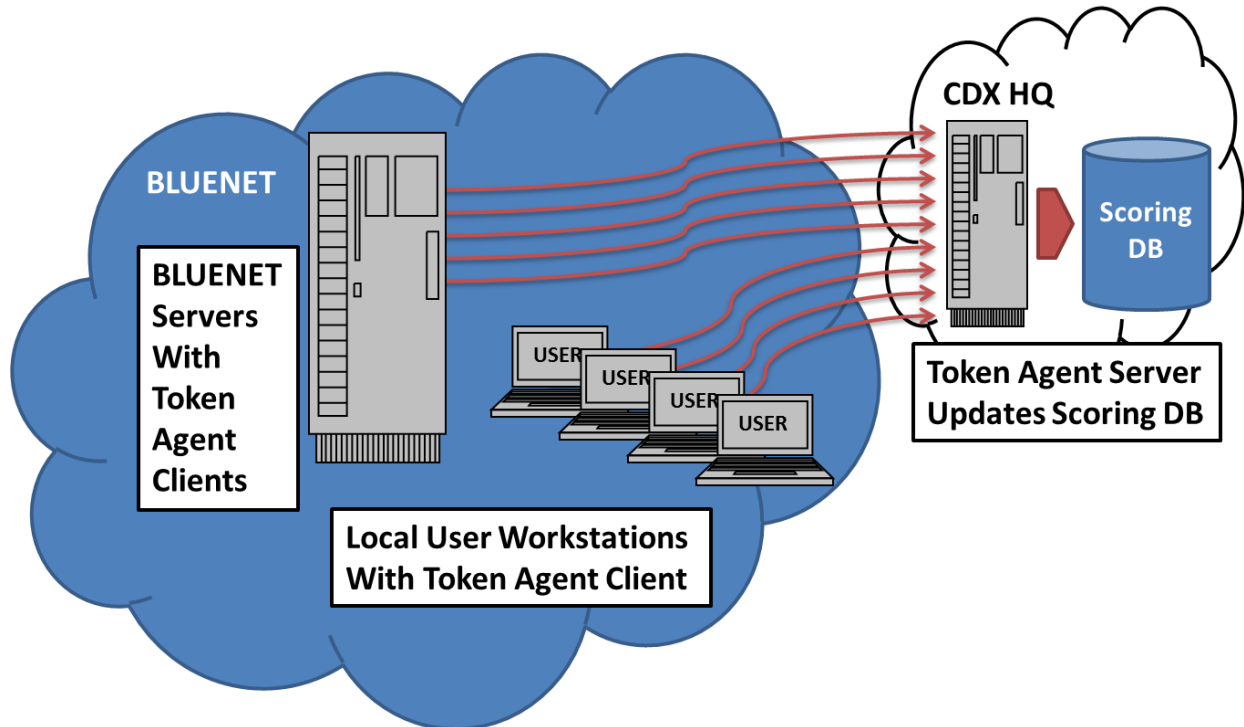 BLUENET
BLUENET
Servers
With
Token
Agent
Clients
USER
USER
USER
USER
Local User Workstations
With Token Agent Client
CDX HQ
Scoring
DB
Token Agent Server
Updates Scoring DB